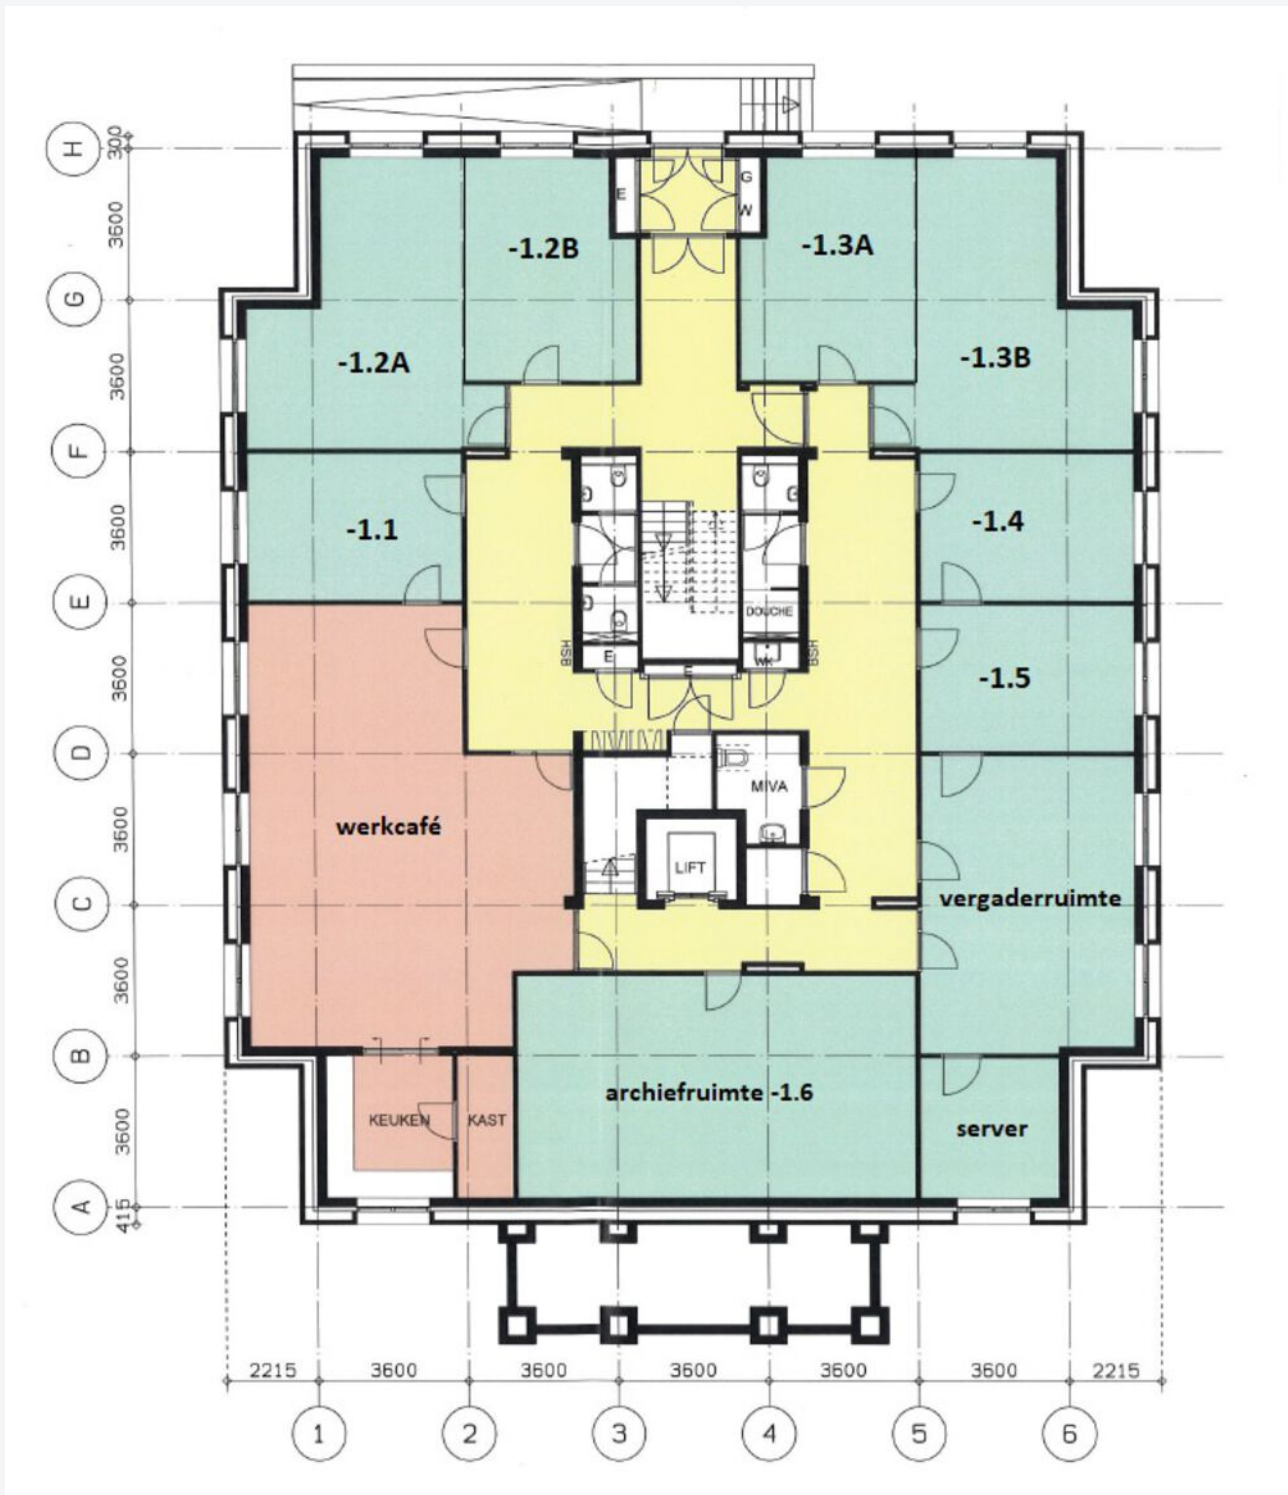 H
300
3600
G
3600
F
3600
E
3600
D
3600
C
3600
B
3600
A
415
E
G
W
-1.2B
-1.3A
-1.2A
-1.3B
-1.1
-1.4
DOUCHE
BSH
E
E
WK
BSH
-1.5
MIVA
werkcafé
LIFT
vergaderruimte
archiefruimte -1.6
KEUKEN
KAST
server
2215
3600
3600
3600
3600
3600
2215
1
2
3
4
5
6